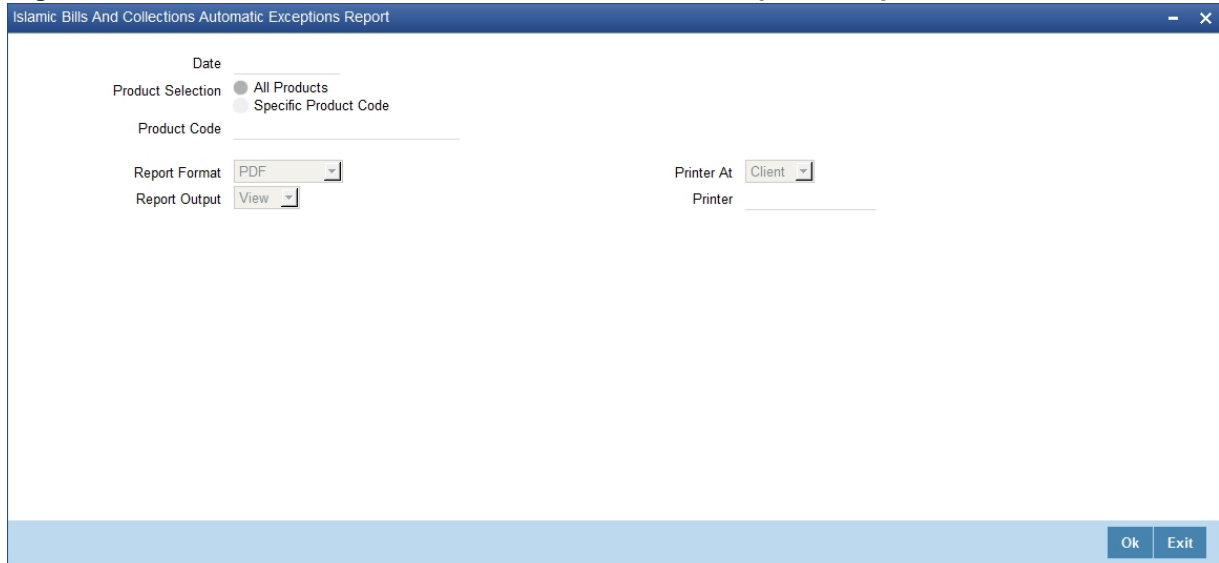 Islamic Bills And Collections Automatic Exceptions Report
Date
Product Selection All Products
Specific Product Code
Product Code
Report Format PDF Printer At Client
Report Output View Printer
Ok Exit